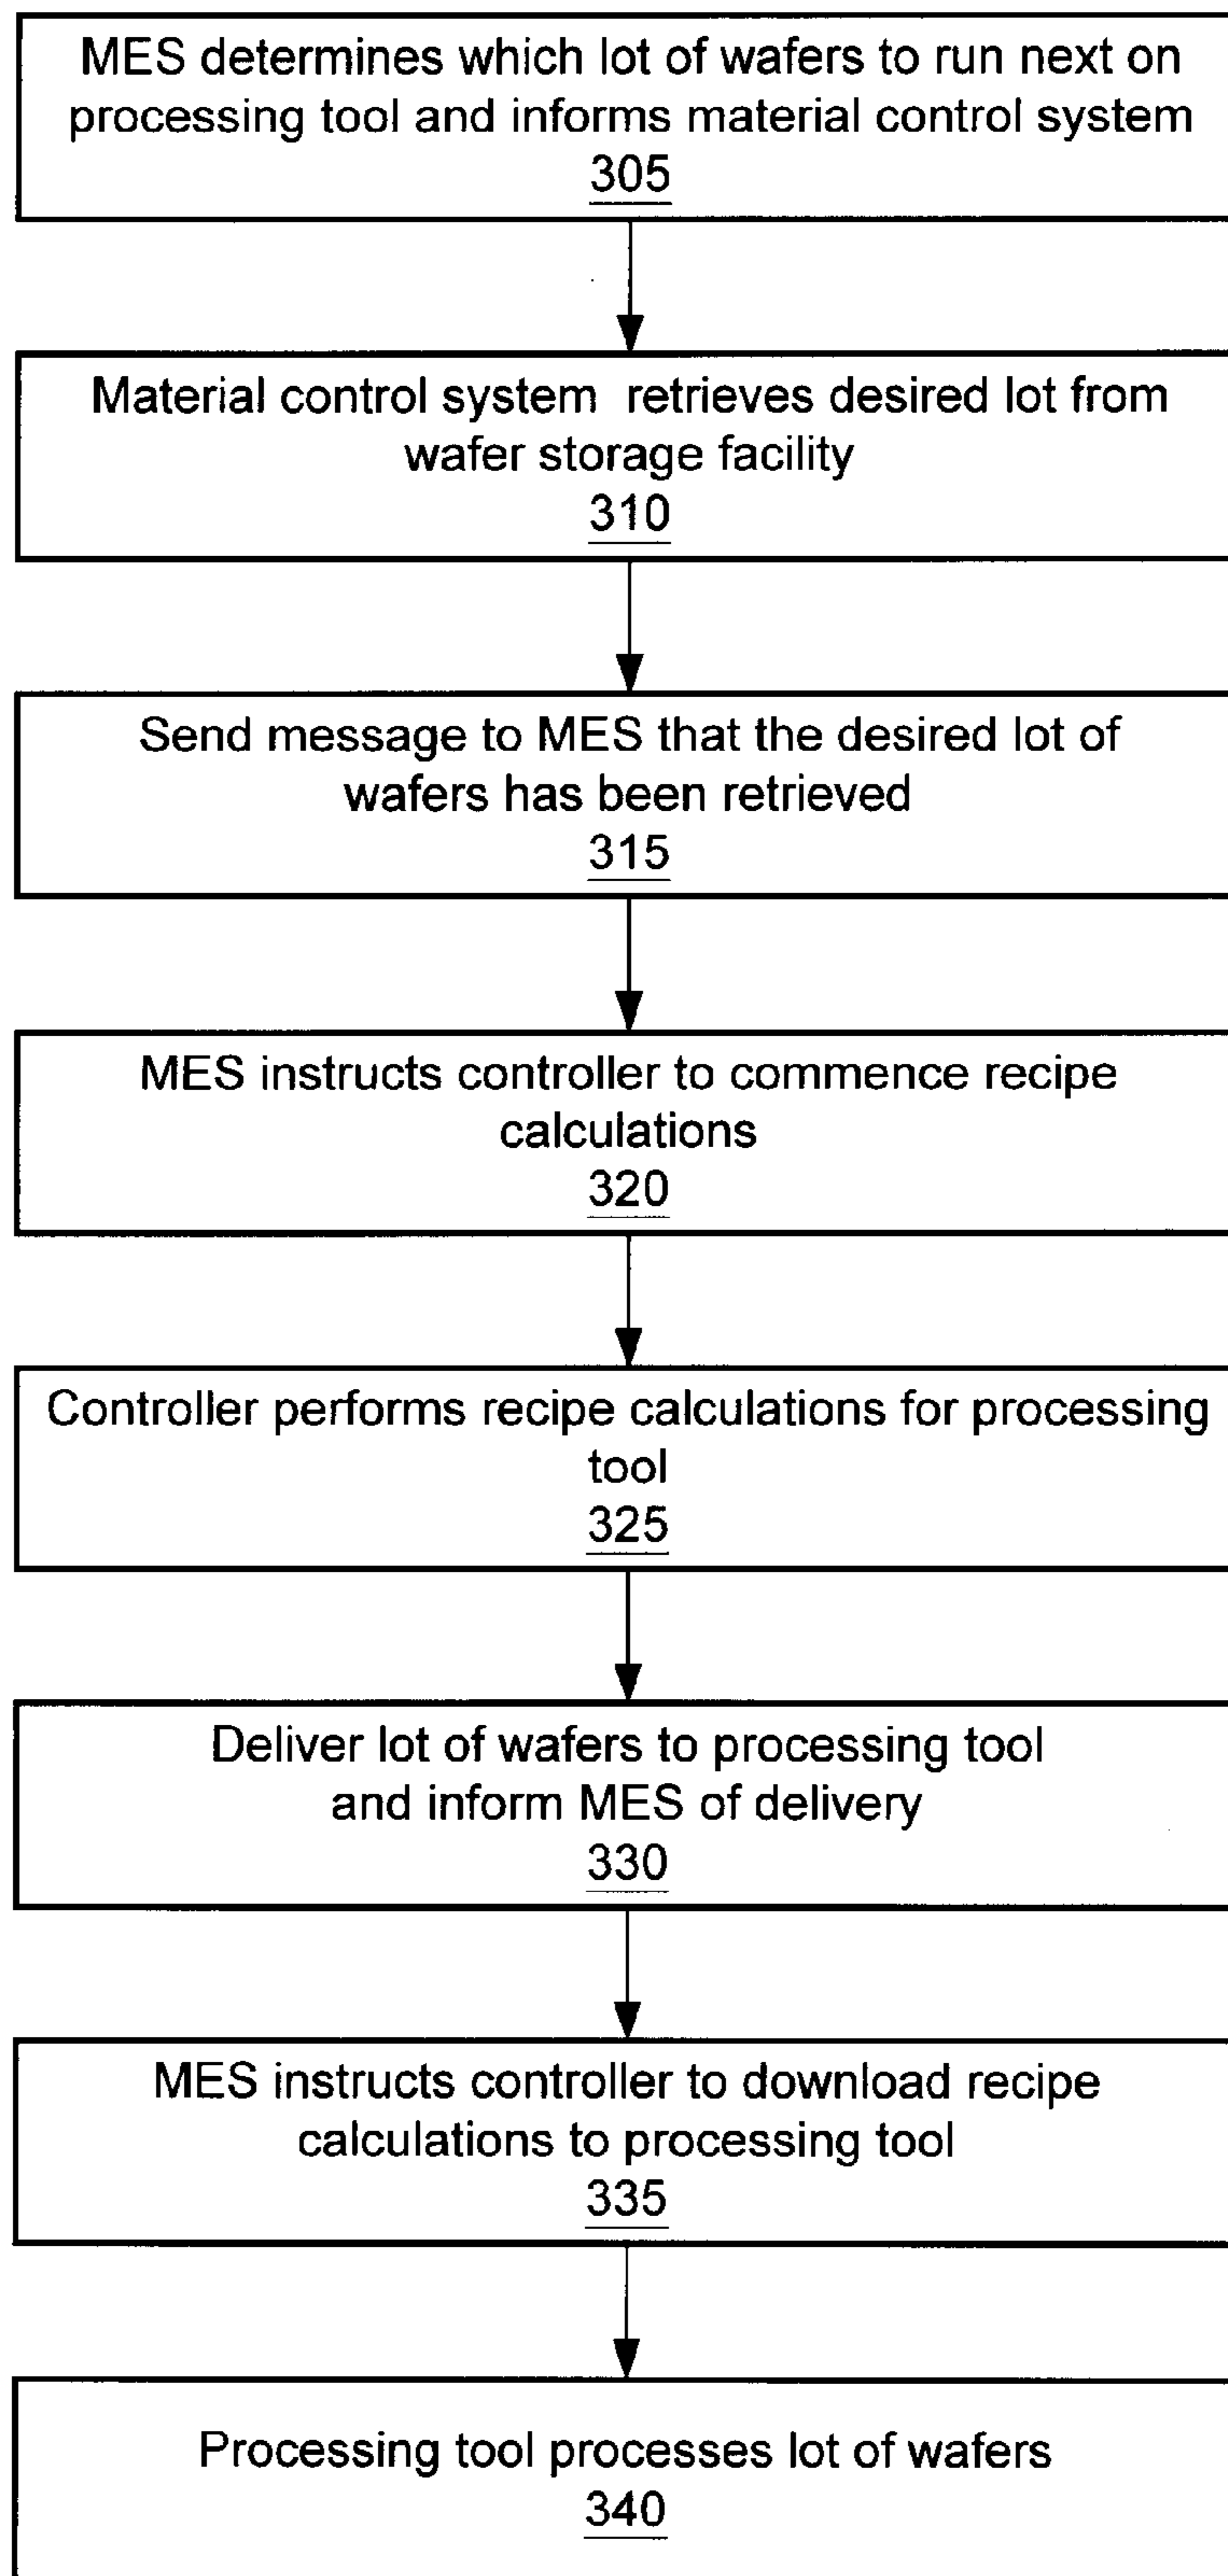 MES determines which lot of wafers to run next on
processing tool and informs material control system
305
Material control system retrieves desired lot from
wafer storage facility
310
Send message to MES that the desired lot of
wafers has been retrieved
315
MES instructs controller to commence recipe
calculations
320
Controller performs recipe calculations for processing
tool
325
Deliver lot of wafers to processing tool
and inform MES of delivery
330
MES instructs controller to download recipe
calculations to processing tool
335
Processing tool processes lot of wafers
340